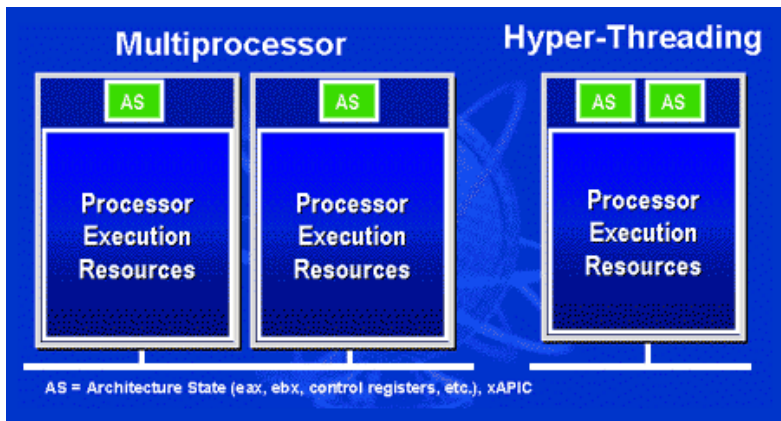 Multiprocessor
Hyper-Threading
AS
AS
AS
AS
Processor
Execution
Resources
Processor
Execution
Resources
Processor
Execution
Resources
AS = Architecture State (eax, ebx, control registers, etc.), xAPIC